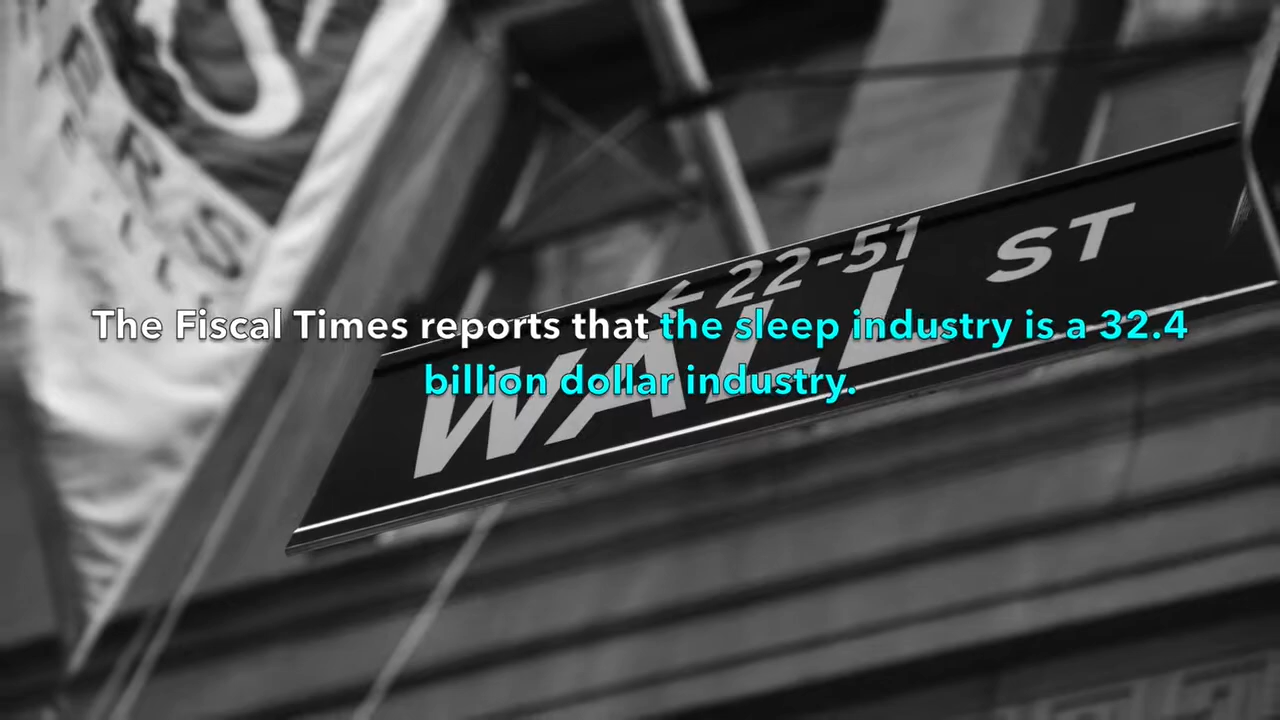 ← 22-51
WALL ST
The Fiscal Times reports that the sleep industry is a 32.4
billion dollar industry.